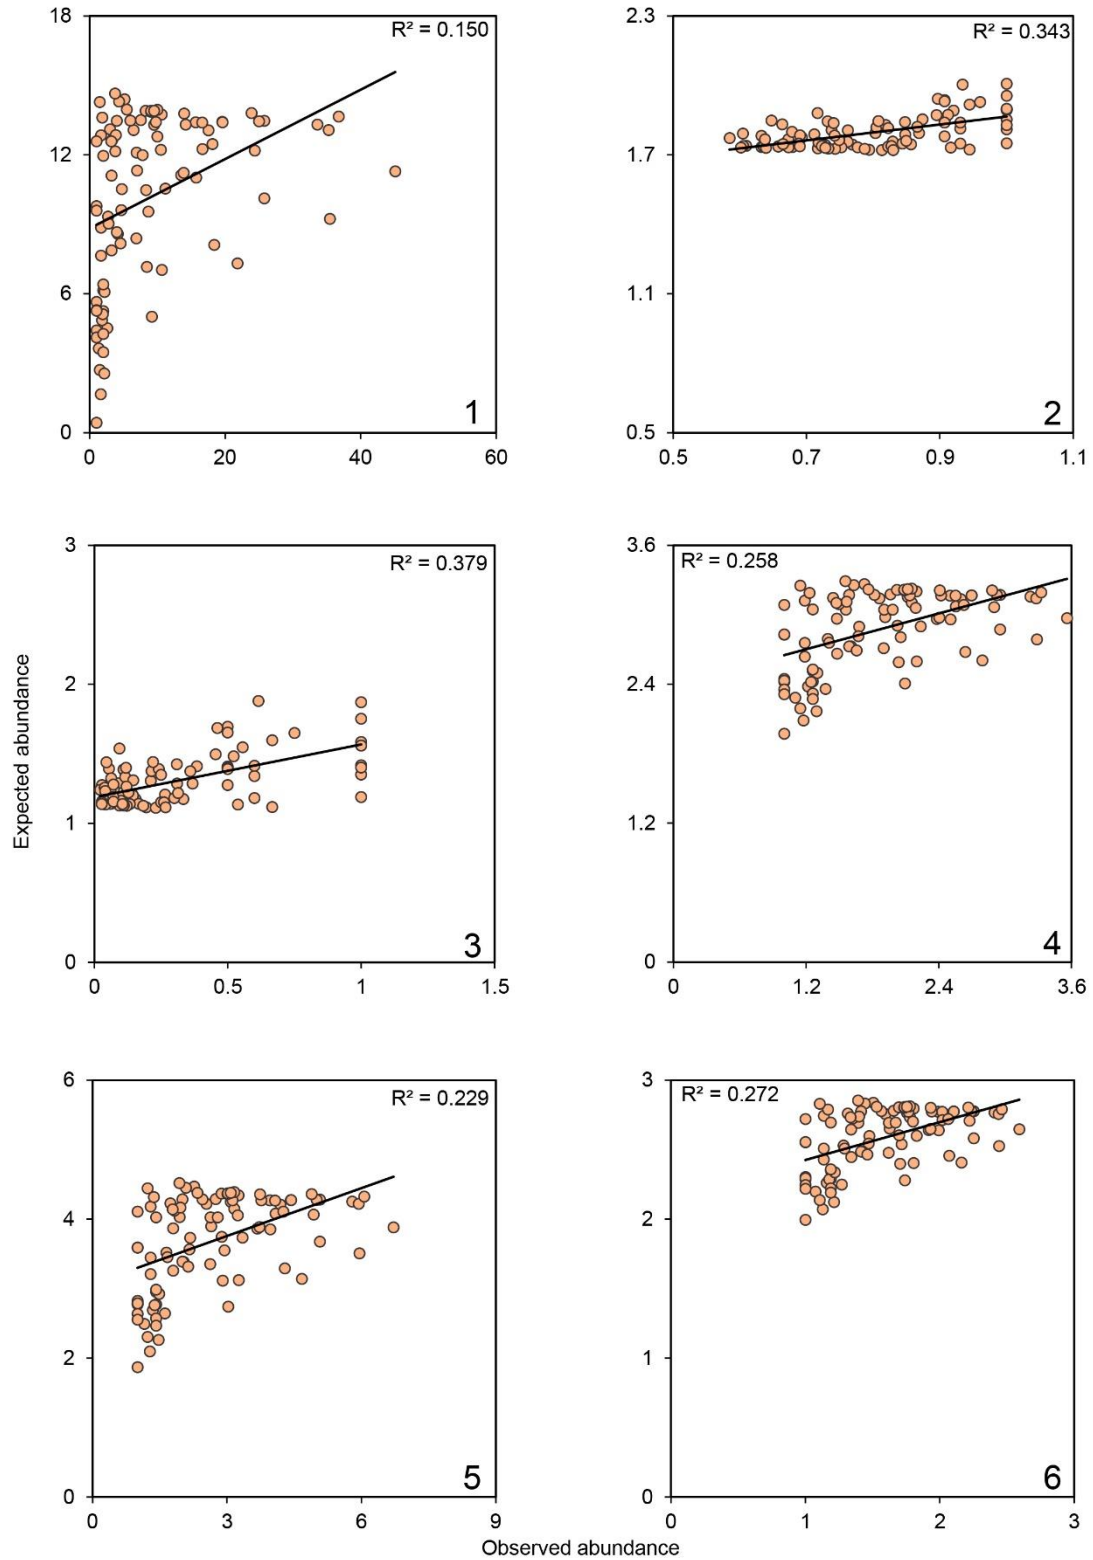 18
R² = 0.150
12
6
0
1
0 20 40 60
2.3
R² = 0.343
1.7
1.1
0.5
2
0.5 0.7 0.9 1.1
Expected abundance
3
R² = 0.379
2
1
0
3
0 0.5 1 1.5
3.6
R² = 0.258
2.4
1.2
0
4
0 1.2 2.4 3.6
6
R² = 0.229
4
2
0
5
0 3 6 9
3
R² = 0.272
2
1
0
6
0 1 2 3
Observed abundance